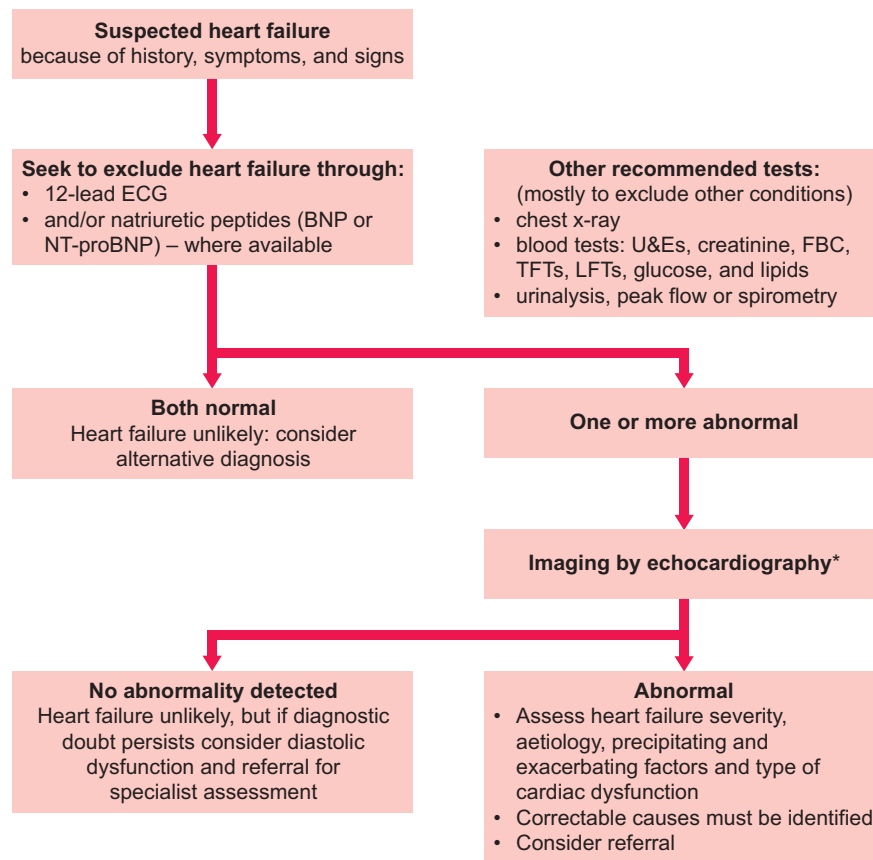 Suspected heart failure
because of history, symptoms, and signs
Seek to exclude heart failure through:
• 12-lead ECG
• and/or natriuretic peptides (BNP or
NT-proBNP) – where available
Other recommended tests:
(mostly to exclude other conditions)
• chest x-ray
• blood tests: U&Es, creatinine, FBC,
TFTs, LFTs, glucose, and lipids
• urinalysis, peak flow or spirometry
Both normal
Heart failure unlikely: consider
alternative diagnosis
One or more abnormal
Imaging by echocardiography*
No abnormality detected
Heart failure unlikely, but if diagnostic
doubt persists consider diastolic
dysfunction and referral for
specialist assessment
Abnormal
• Assess heart failure severity,
aetiology, precipitating and
exacerbating factors and type of
cardiac dysfunction
• Correctable causes must be identified
• Consider referral